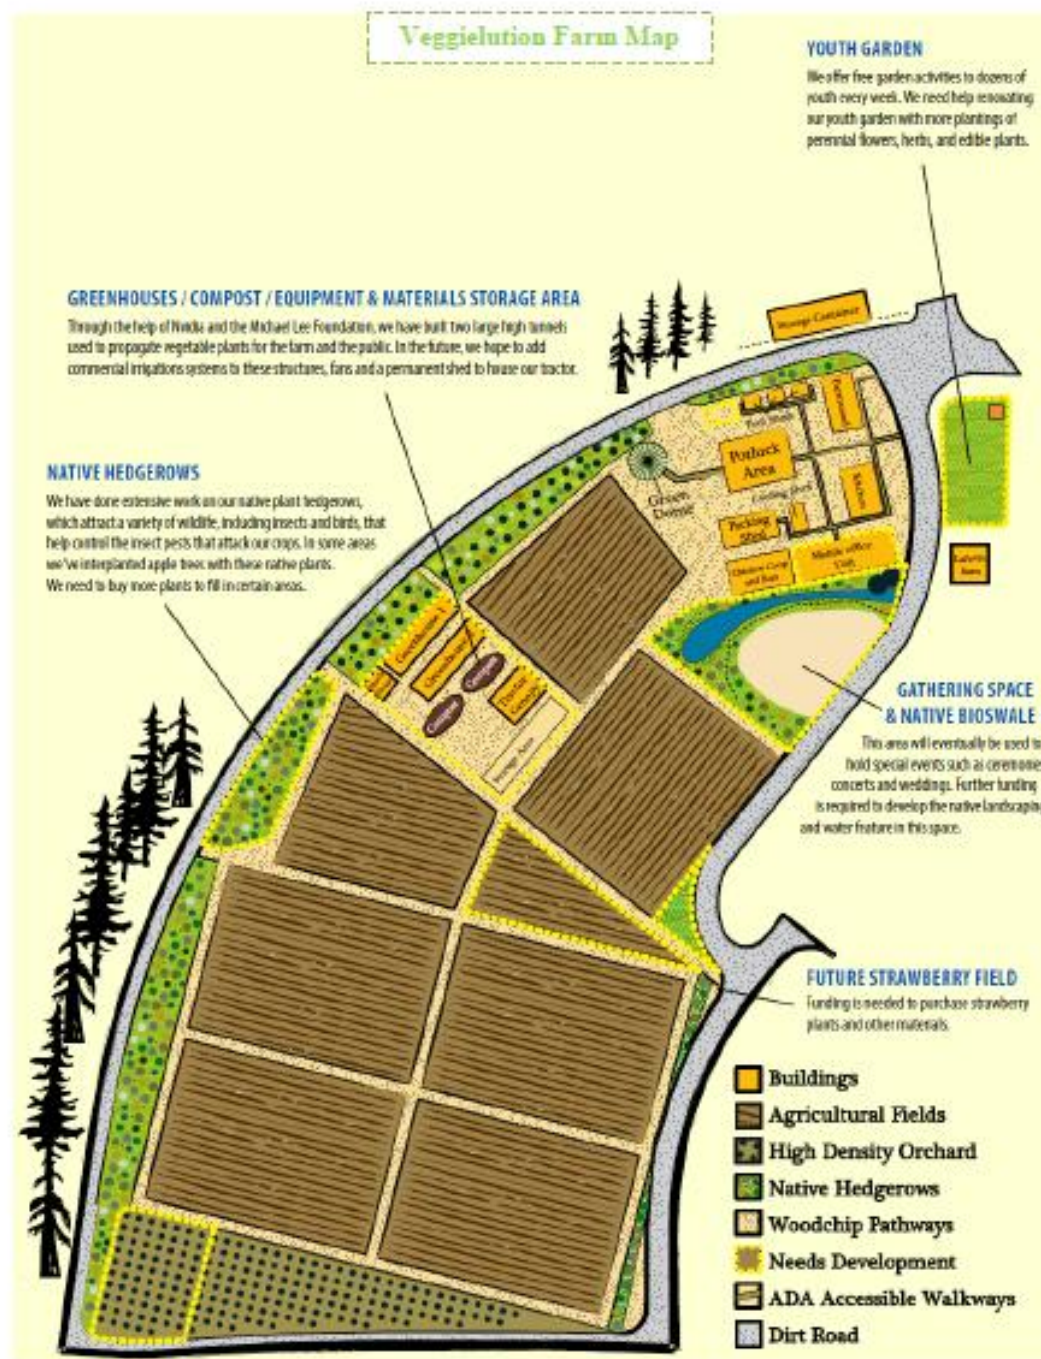 Veggielution Farm Map
YOUTH GARDEN
We offer free garden activities to dozens of
youth every week. We need help renovating
our youth garden with more plantings of
perennial flowers, herbs, and edible plants.
GREENHOUSES / COMPOST / EQUIPMENT & MATERIALS STORAGE AREA
Through the help of Nvidia and the Michael Lee Foundation, we have built two large high tunnels
used to propagate vegetable plants for the farm and the public. In the future, we hope to add
commercial irrigations systems to these structures, fans and a permanent shed to house our tractor.
Storage Container
NATIVE HEDGEROWS
We have done extensive work on our native plant hedgerows,
which attract a variety of wildlife, including insects and birds, that
help control the insect pests that attack our crops. In some areas
we've interplanted apple trees with these native plants.
We need to buy more plants to fill in certain areas.
Potluck
Area
Green
Dome
Kitchen
Packing
Shed
Mobile office
Unit
Chicken Coop
and Run
Greenhouse 1
Greenhouse
Compost
Compost
Tractor
Storage Area
GATHERING SPACE
& NATIVE BIOSWALE
This area will eventually be used to
hold special events such as ceremonies
concerts and weddings. Further funding
is required to develop the native landscaping
and water feature in this space.
FUTURE STRAWBERRY FIELD
Funding is needed to purchase strawberry
plants and other materials.
Buildings
Agricultural Fields
High Density Orchard
Native Hedgerows
Woodchip Pathways
Needs Development
ADA Accessible Walkways
Dirt Road